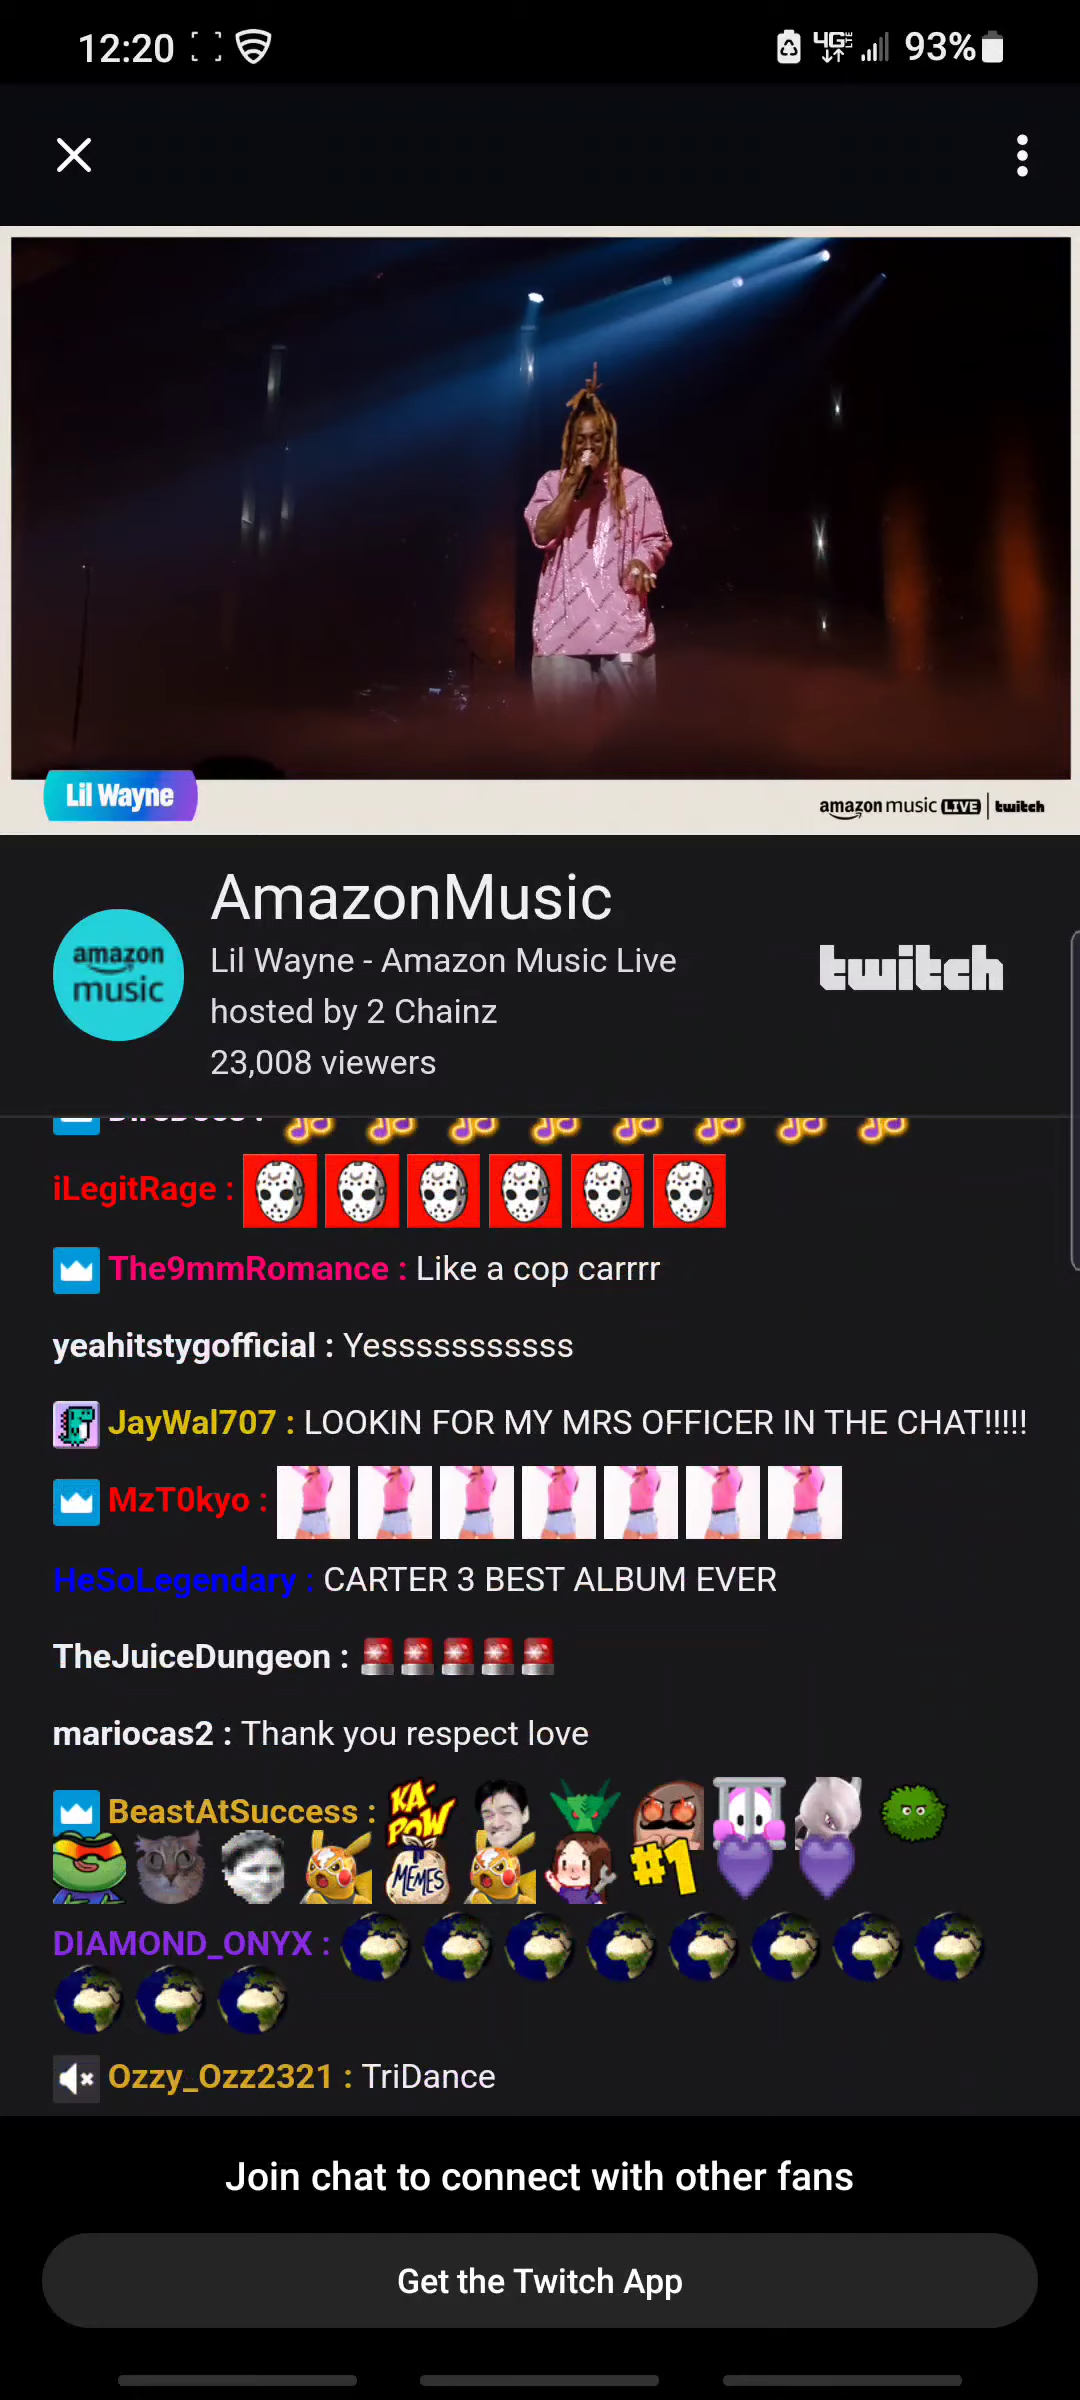 12:20
4G LTE
93%
Lil Wayne
amazon music LIVE | twitch
AmazonMusic
amazon
music
Lil Wayne - Amazon Music Live
hosted by 2 Chainz
23,008 viewers
twitch
iLegitRage :
The9mmRomance : Like a cop carrrr
yeahitstygofficial : Yesssssssssss
JayWal707 : LOOKIN FOR MY MRS OFFICER IN THE CHAT!!!!!
MzT0kyo :
HeSoLegendary : CARTER 3 BEST ALBUM EVER
TheJuiceDungeon :
mariocas2 : Thank you respect love
BeastAtSuccess : KA-POW
MEMES #1
DIAMOND_ONYX :
Ozzy_Ozz2321 : TriDance
Join chat to connect with other fans
Get the Twitch App